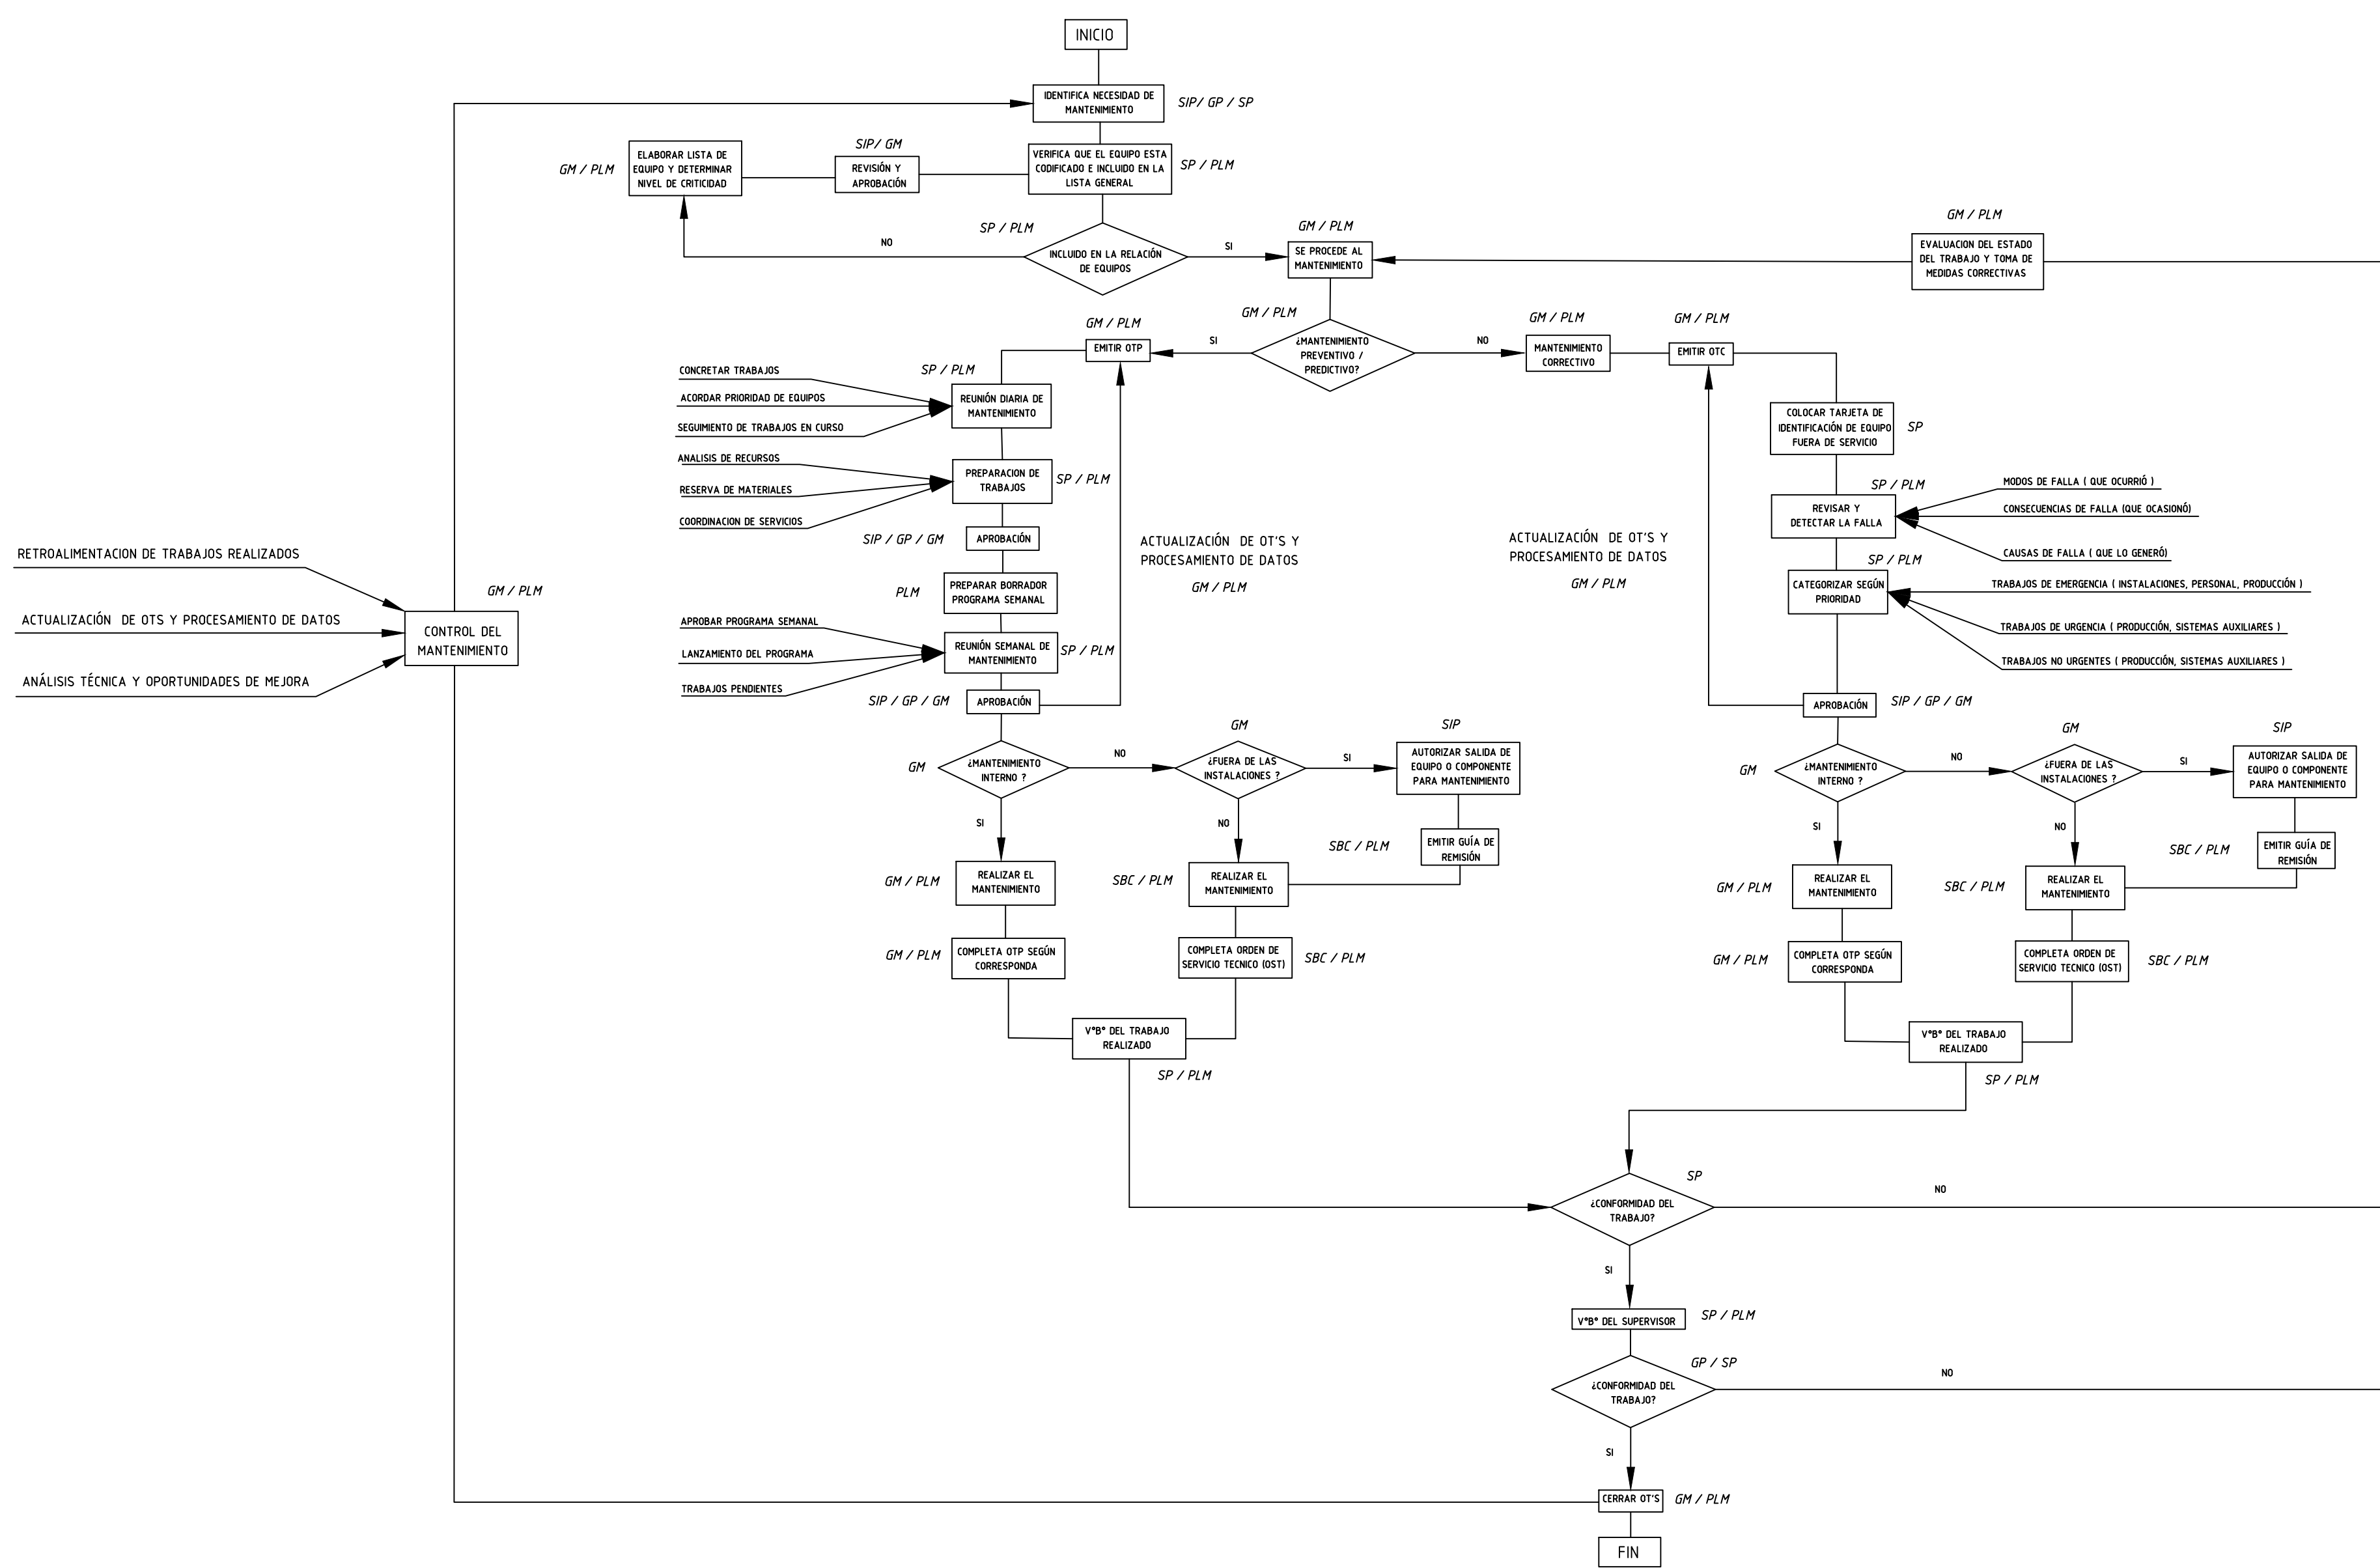 INICIO
IDENTIFICA NECESIDAD DE
MANTENIMIENTO
SIP/ GP / SP
GM / PLM
ELABORAR LISTA DE
EQUIPO Y DETERMINAR
NIVEL DE CRITICIDAD
SIP/ GM
REVISIÓN Y
APROBACIÓN
VERIFICA QUE EL EQUIPO ESTA
CODIFICADO E INCLUIDO EN LA
LISTA GENERAL
SP / PLM
SP / PLM
NO
INCLUIDO EN LA RELACIÓN
DE EQUIPOS
SI
GM / PLM
SE PROCEDE AL
MANTENIMIENTO
GM / PLM
EVALUACION DEL ESTADO
DEL TRABAJO Y TOMA DE
MEDIDAS CORRECTIVAS
GM / PLM
¿MANTENIMIENTO
PREVENTIVO /
PREDICTIVO?
SI
NO
GM / PLM
EMITIR OTP
GM / PLM
MANTENIMIENTO
CORRECTIVO
GM / PLM
EMITIR OTC
CONCRETAR TRABAJOS
ACORDAR PRIORIDAD DE EQUIPOS
SEGUIMIENTO DE TRABAJOS EN CURSO
SP / PLM
REUNIÓN DIARIA DE
MANTENIMIENTO
ANALISIS DE RECURSOS
RESERVA DE MATERIALES
COORDINACION DE SERVICIOS
PREPARACION DE
TRABAJOS
SP / PLM
SIP / GP / GM
APROBACIÓN
PLM
PREPARAR BORRADOR
PROGRAMA SEMANAL
APROBAR PROGRAMA SEMANAL
LANZAMIENTO DEL PROGRAMA
TRABAJOS PENDIENTES
REUNIÓN SEMANAL DE
MANTENIMIENTO
SP / PLM
SIP / GP / GM
APROBACIÓN
ACTUALIZACIÓN DE OT'S Y
PROCESAMIENTO DE DATOS
GM / PLM
ACTUALIZACIÓN DE OT'S Y
PROCESAMIENTO DE DATOS
GM / PLM
COLOCAR TARJETA DE
IDENTIFICACIÓN DE EQUIPO
FUERA DE SERVICIO
SP
SP / PLM
REVISAR Y
DETECTAR LA FALLA
MODOS DE FALLA ( QUE OCURRIÓ )
CONSECUENCIAS DE FALLA (QUE OCASIONÓ)
CAUSAS DE FALLA ( QUE LO GENERÓ)
SP / PLM
CATEGORIZAR SEGÚN
PRIORIDAD
TRABAJOS DE EMERGENCIA ( INSTALACIONES, PERSONAL, PRODUCCIÓN )
TRABAJOS DE URGENCIA ( PRODUCCIÓN, SISTEMAS AUXILIARES )
TRABAJOS NO URGENTES ( PRODUCCIÓN, SISTEMAS AUXILIARES )
APROBACIÓN
SIP / GP / GM
RETROALIMENTACION DE TRABAJOS REALIZADOS
ACTUALIZACIÓN DE OTS Y PROCESAMIENTO DE DATOS
ANÁLISIS TÉCNICA Y OPORTUNIDADES DE MEJORA
GM / PLM
CONTROL DEL
MANTENIMIENTO
GM
¿MANTENIMIENTO
INTERNO ?
NO
GM
¿FUERA DE LAS
INSTALACIONES ?
SI
SIP
AUTORIZAR SALIDA DE
EQUIPO O COMPONENTE
PARA MANTENIMIENTO
SI
NO
SBC / PLM
EMITIR GUÍA DE
REMISIÓN
GM / PLM
REALIZAR EL
MANTENIMIENTO
SBC / PLM
REALIZAR EL
MANTENIMIENTO
GM / PLM
COMPLETA OTP SEGÚN
CORRESPONDA
COMPLETA ORDEN DE
SERVICIO TECNICO (OST)
SBC / PLM
V°B° DEL TRABAJO
REALIZADO
SP / PLM
GM
¿MANTENIMIENTO
INTERNO ?
NO
GM
¿FUERA DE LAS
INSTALACIONES ?
SI
SIP
AUTORIZAR SALIDA DE
EQUIPO O COMPONENTE
PARA MANTENIMIENTO
SI
NO
SBC / PLM
EMITIR GUÍA DE
REMISIÓN
GM / PLM
REALIZAR EL
MANTENIMIENTO
SBC / PLM
REALIZAR EL
MANTENIMIENTO
GM / PLM
COMPLETA OTP SEGÚN
CORRESPONDA
COMPLETA ORDEN DE
SERVICIO TECNICO (OST)
SBC / PLM
V°B° DEL TRABAJO
REALIZADO
SP / PLM
SP
¿CONFORMIDAD DEL
TRABAJO?
NO
SI
V°B° DEL SUPERVISOR
SP / PLM
GP / SP
¿CONFORMIDAD DEL
TRABAJO?
NO
SI
CERRAR OT'S
GM / PLM
FIN